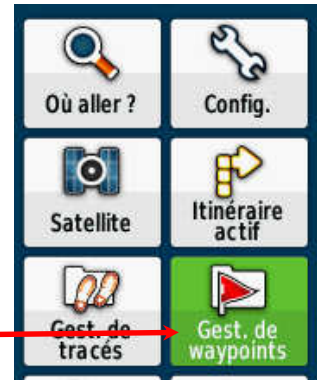 Où aller ?
Config.
Satellite
Itinéraire
actif
Gest. de
tracés
Gest. de
waypoints